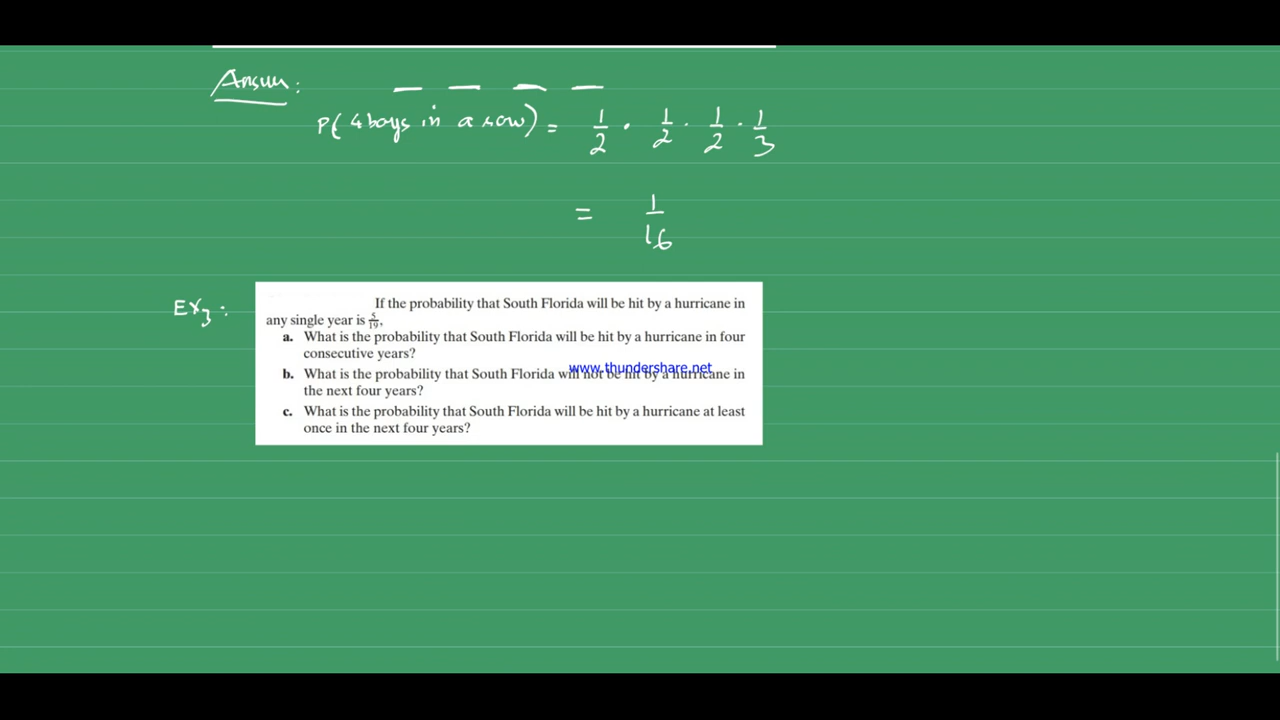 Answer:
P(4 boys in a row) = 1/2 · 1/2 · 1/2 · 1/3
= 1/16
Ex3:
If the probability that South Florida will be hit by a hurricane in
any single year is 5/19,
a. What is the probability that South Florida will be hit by a hurricane in four
consecutive years?
www.thundershare.net
b. What is the probability that South Florida will not be hit by a hurricane in
the next four years?
c. What is the probability that South Florida will be hit by a hurricane at least
once in the next four years?